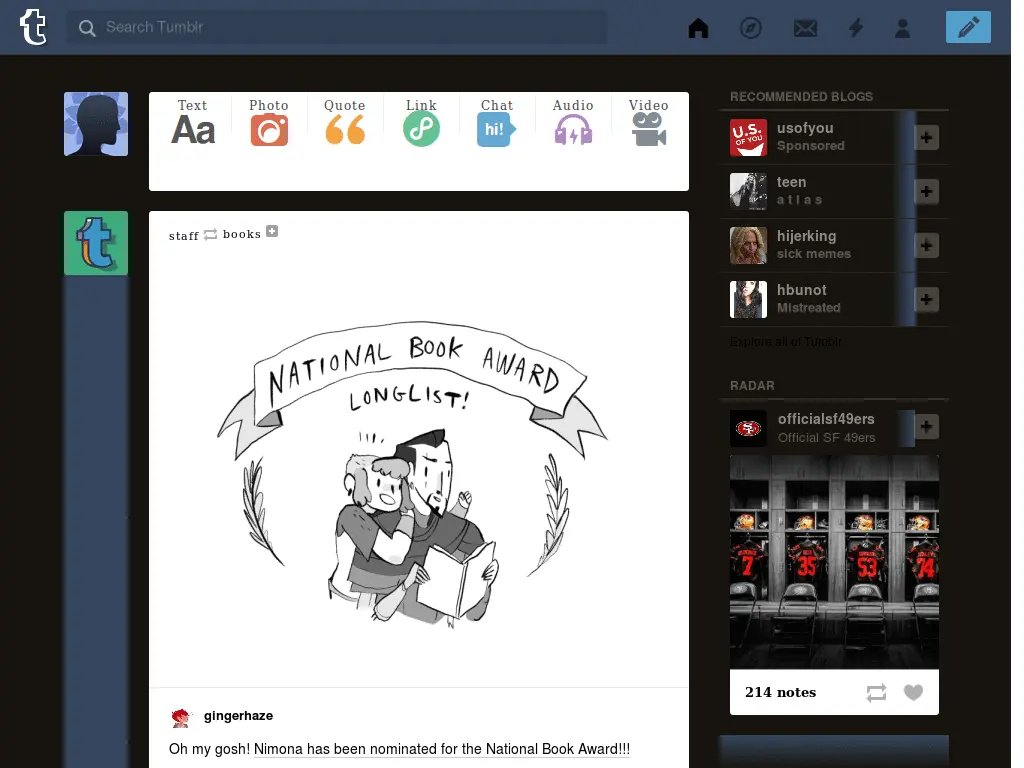 t Search Tumblr
Text Photo Quote Link Chat Audio Video
Aa hi!
staff books
NATIONAL BOOK AWARD
LONGLIST!
gingerhaze
Oh my gosh! Nimona has been nominated for the National Book Award!!!
RECOMMENDED BLOGS
U.S.
OF YOU
usofyou
Sponsored
teen
a t l a s
hijerking
sick memes
hbunot
Mistreated
Explore all of Tumblr
RADAR
SF
officialsf49ers
Official SF 49ers
7 35 53 74
214 notes